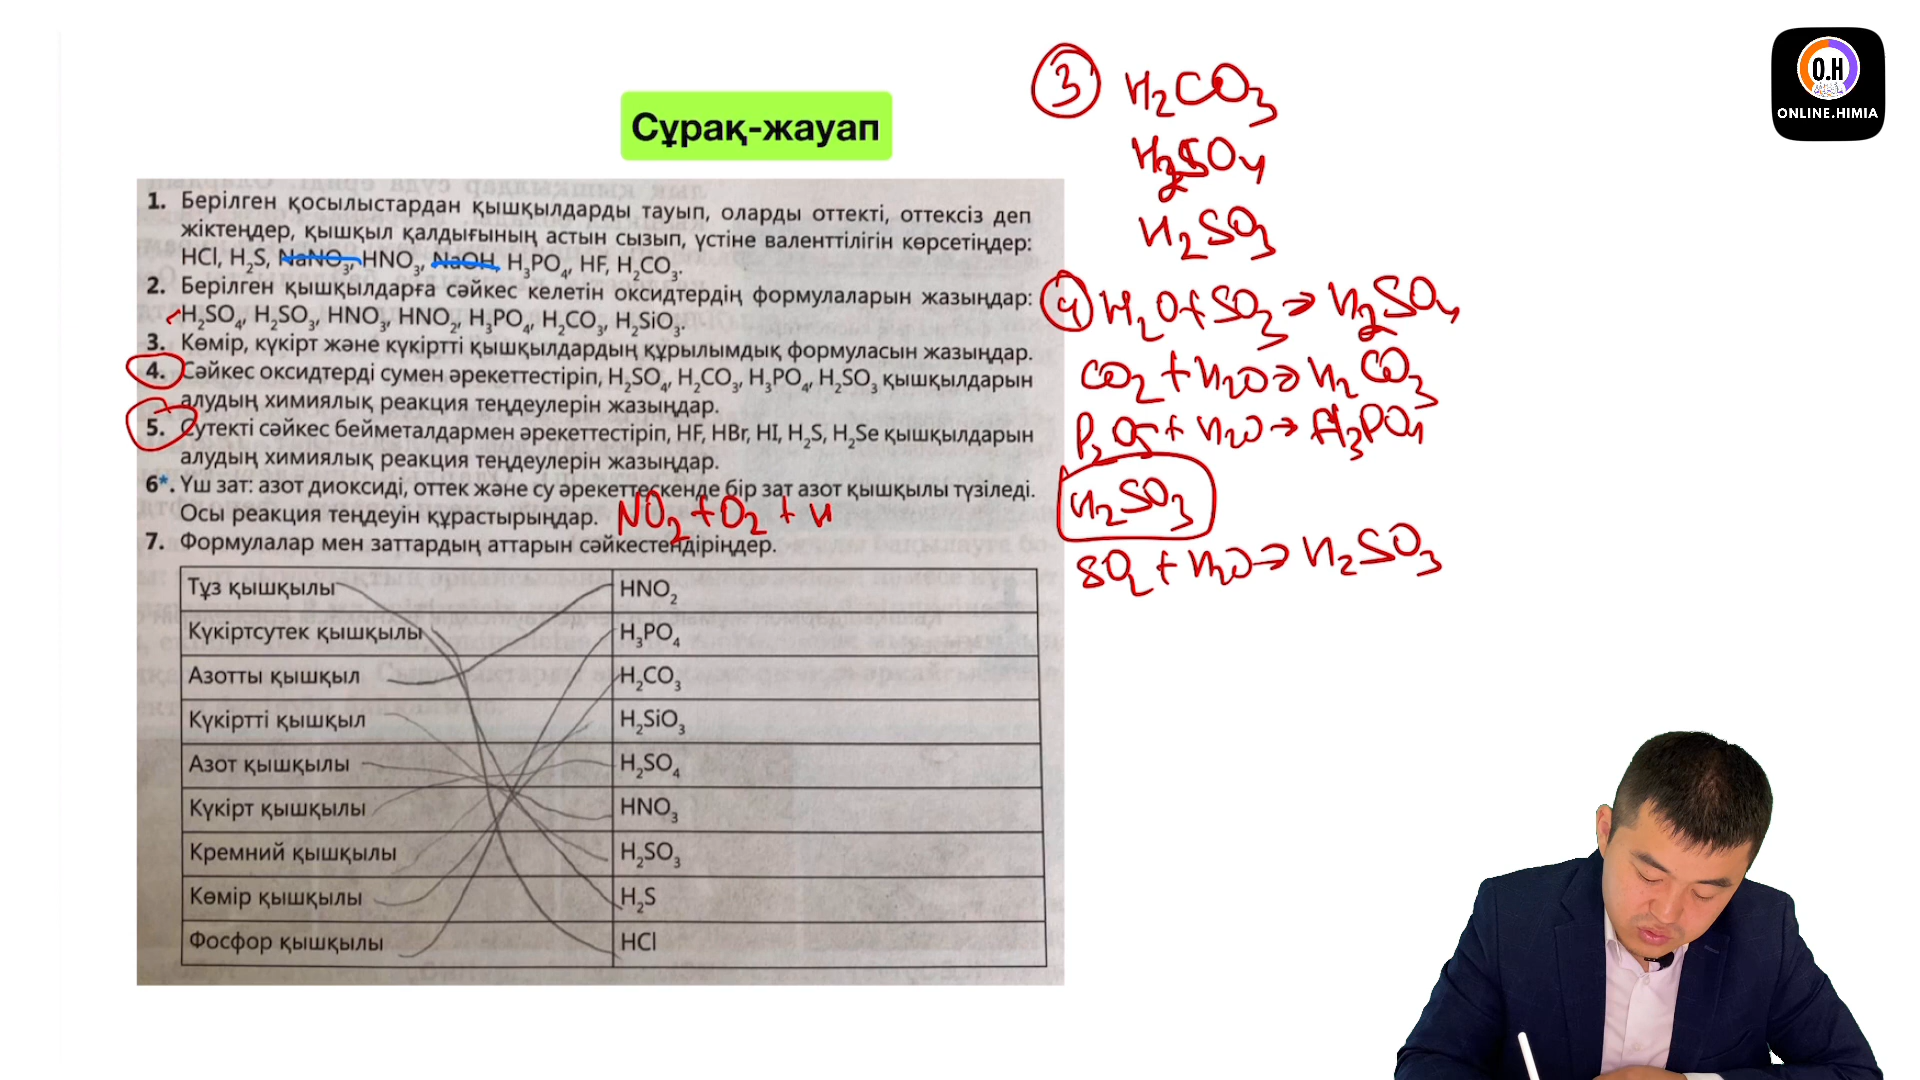 Сұрақ-жауап
O.H
ONLINE.HIMIA
1. Берілген қосылыстардан қышқылдарды тауып, оларды оттекті, оттексіз деп
жіктеңдер, қышқыл қалдығының астын сызып, үстіне валенттілігін көрсетіңдер:
HCl, H₂S, NaNO₃, HNO₃, NaOH, H₃PO₄, HF, H₂CO₃.
2. Берілген қышқылдарға сәйкес келетін оксидтердің формулаларын жазыңдар:
H₂SO₄, H₂SO₃, HNO₃, HNO₂, H₃PO₄, H₂CO₃, H₂SiO₃.
3. Көмір, күкірт және күкіртті қышқылдардың құрылымдық формуласын жазыңдар.
4. Сәйкес оксидтерді сумен әрекеттестіріп, H₂SO₄, H₂CO₃, H₃PO₄, H₂SO₃ қышқылдарын
алудың химиялық реакция теңдеулерін жазыңдар.
5. Сутекті сәйкес бейметалдармен әрекеттестіріп, HF, HBr, HI, H₂S, H₂Se қышқылдарын
алудың химиялық реакция теңдеулерін жазыңдар.
6*. Үш зат: азот диоксиді, оттек және су әрекеттескенде бір зат азот қышқылы түзіледі.
Осы реакция теңдеуін құрастырыңдар. NO₂ + O₂ + H
7. Формулалар мен заттардың аттарын сәйкестендіріңдер.
Тұз қышқылы HNO₂
Күкіртсутек қышқылы H₃PO₄
Азотты қышқыл H₂CO₃
Күкіртті қышқыл H₂SiO₃
Азот қышқылы H₂SO₄
Күкірт қышқылы HNO₃
Кремний қышқылы H₂SO₃
Көмір қышқылы H₂S
Фосфор қышқылы HCl
3 H₂CO₃
H₂SO₄
H₂SO₃
4 H₂O + SO₃ → H₂SO₄
CO₂ + H₂O → H₂CO₃
P₂O₅ + H₂O → H₃PO₄
H₂SO₃
SO₂ + H₂O → H₂SO₃